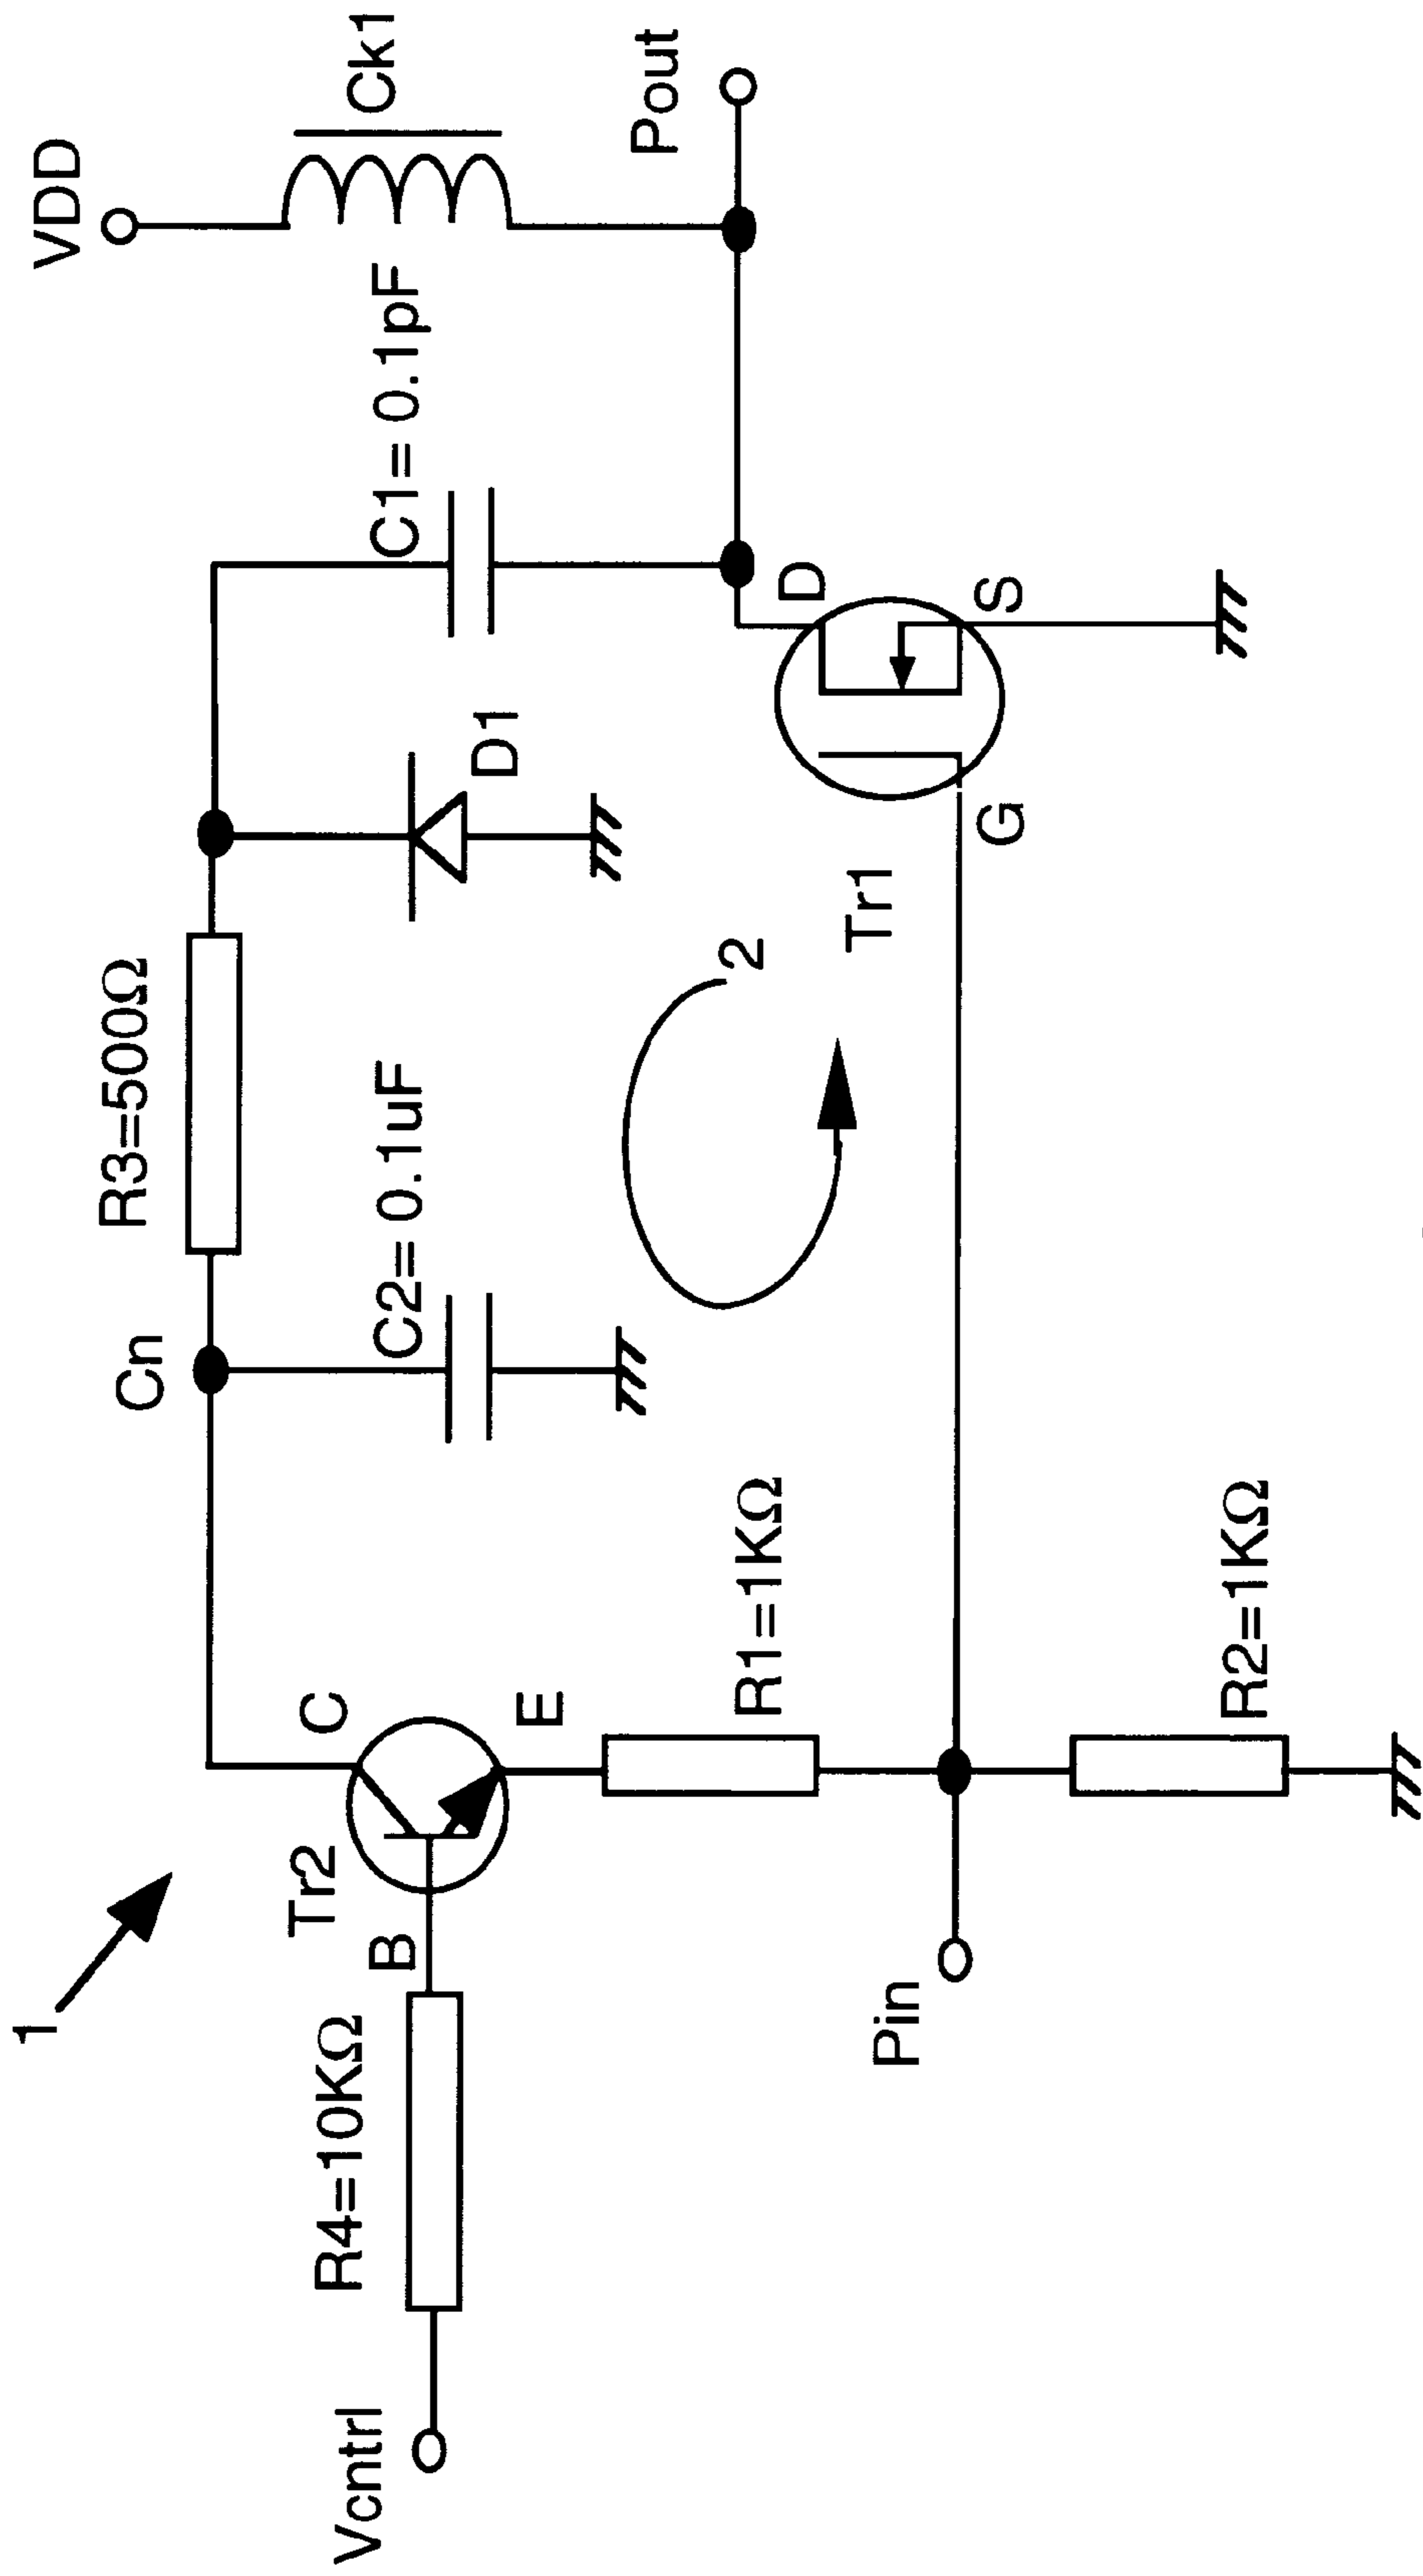 1
VDD
Cn
R3=500Ω
C1= 0.1pF
Ck1
C2= 0.1uF
D1
Pout
Vcntrl
R4=10KΩ
B
Tr2
C
E
R1=1KΩ
2
Tr1
D
G
S
Pin
R2=1KΩ